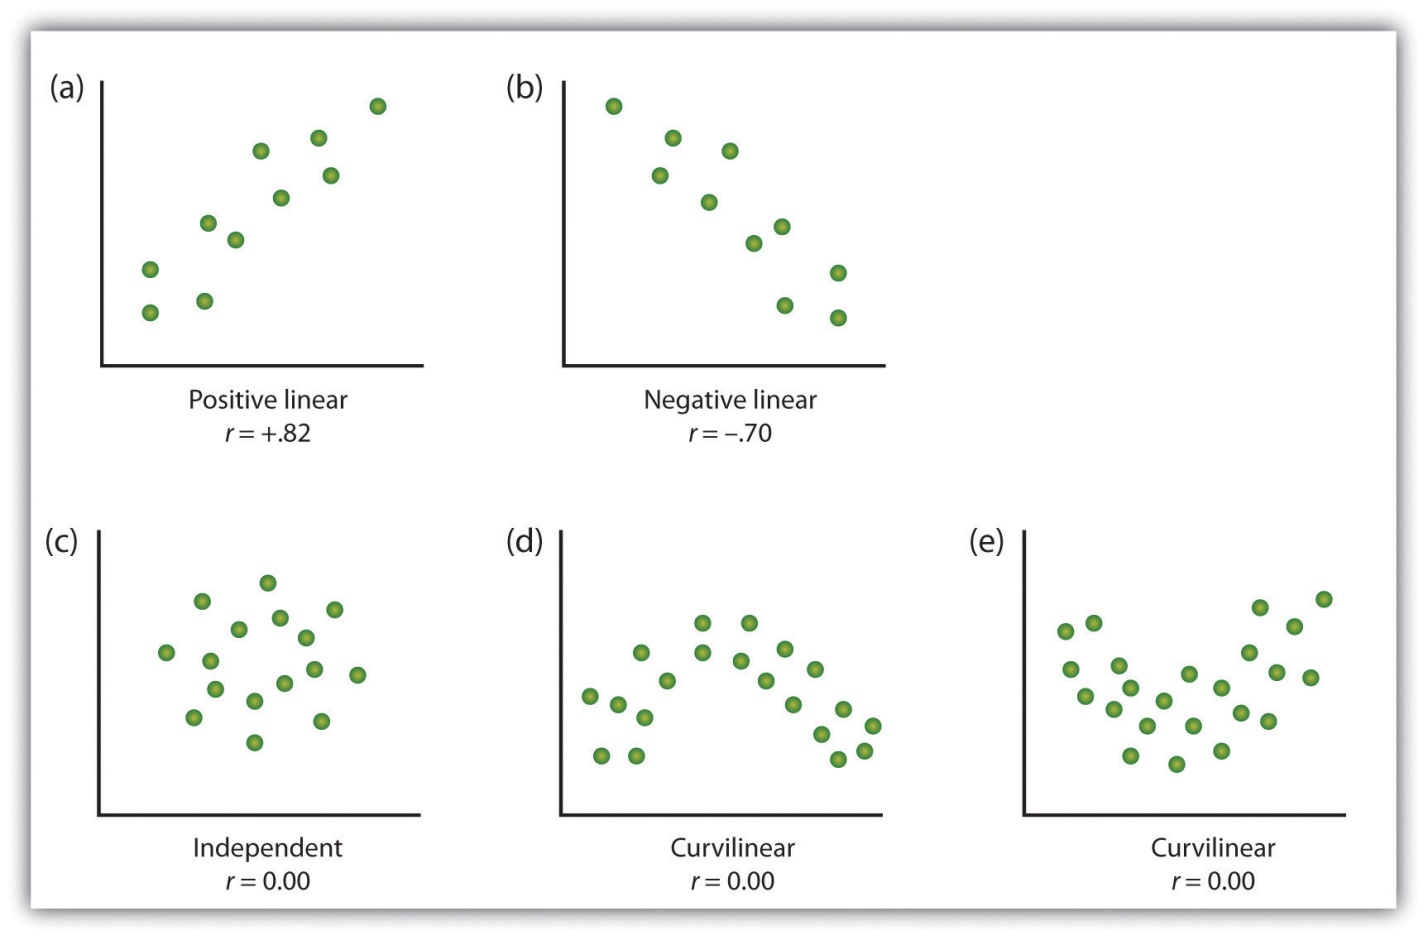 (a)
Positive linear
r = +.82
(b)
Negative linear
r = –.70
(c)
Independent
r = 0.00
(d)
Curvilinear
r = 0.00
(e)
Curvilinear
r = 0.00